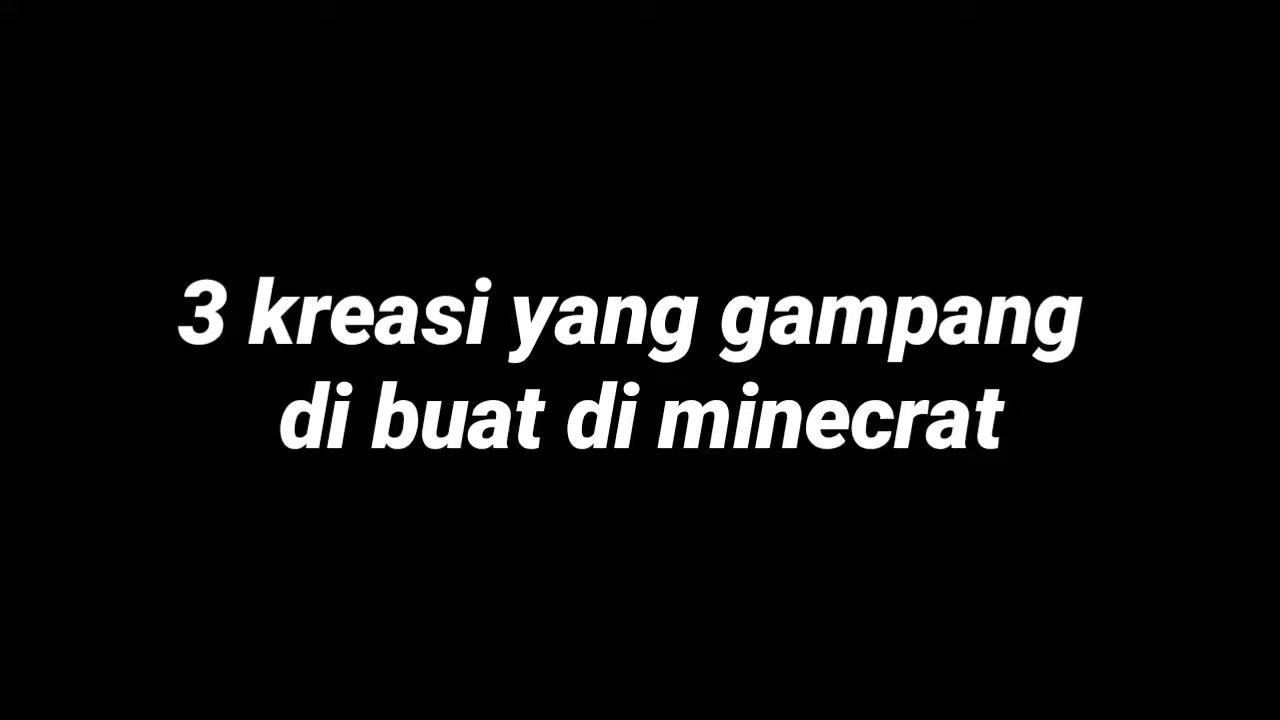 3 kreasi yang gampang
di buat di minecrat